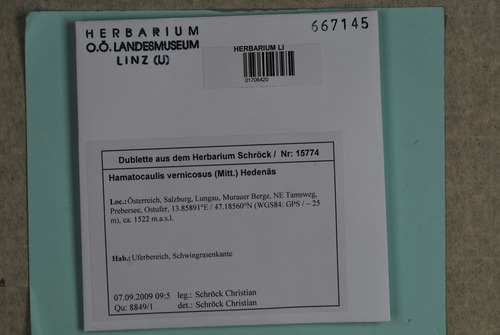 HERBARIUM
O.Ö. LANDESMUSEUM
LINZ (U)
667145
HERBARIUM LI
01706420
Dublette aus dem Herbarium Schröck / Nr: 15774
Hamatocaulis vernicosus (Mitt.) Hedenäs
Loc.: Österreich, Salzburg, Lungau, Murauer Berge, NE Tamsweg,
Prebersee, Ostufer, 13.85891°E / 47.18560°N (WGS84: GPS / ~ 25
m), ca. 1522 m.a.s.l.
Hab.: Uferbereich, Schwingrasenkante
07.09.2009 09:5 leg.: Schröck Christian
Qu: 8849/1 det.: Schröck Christian